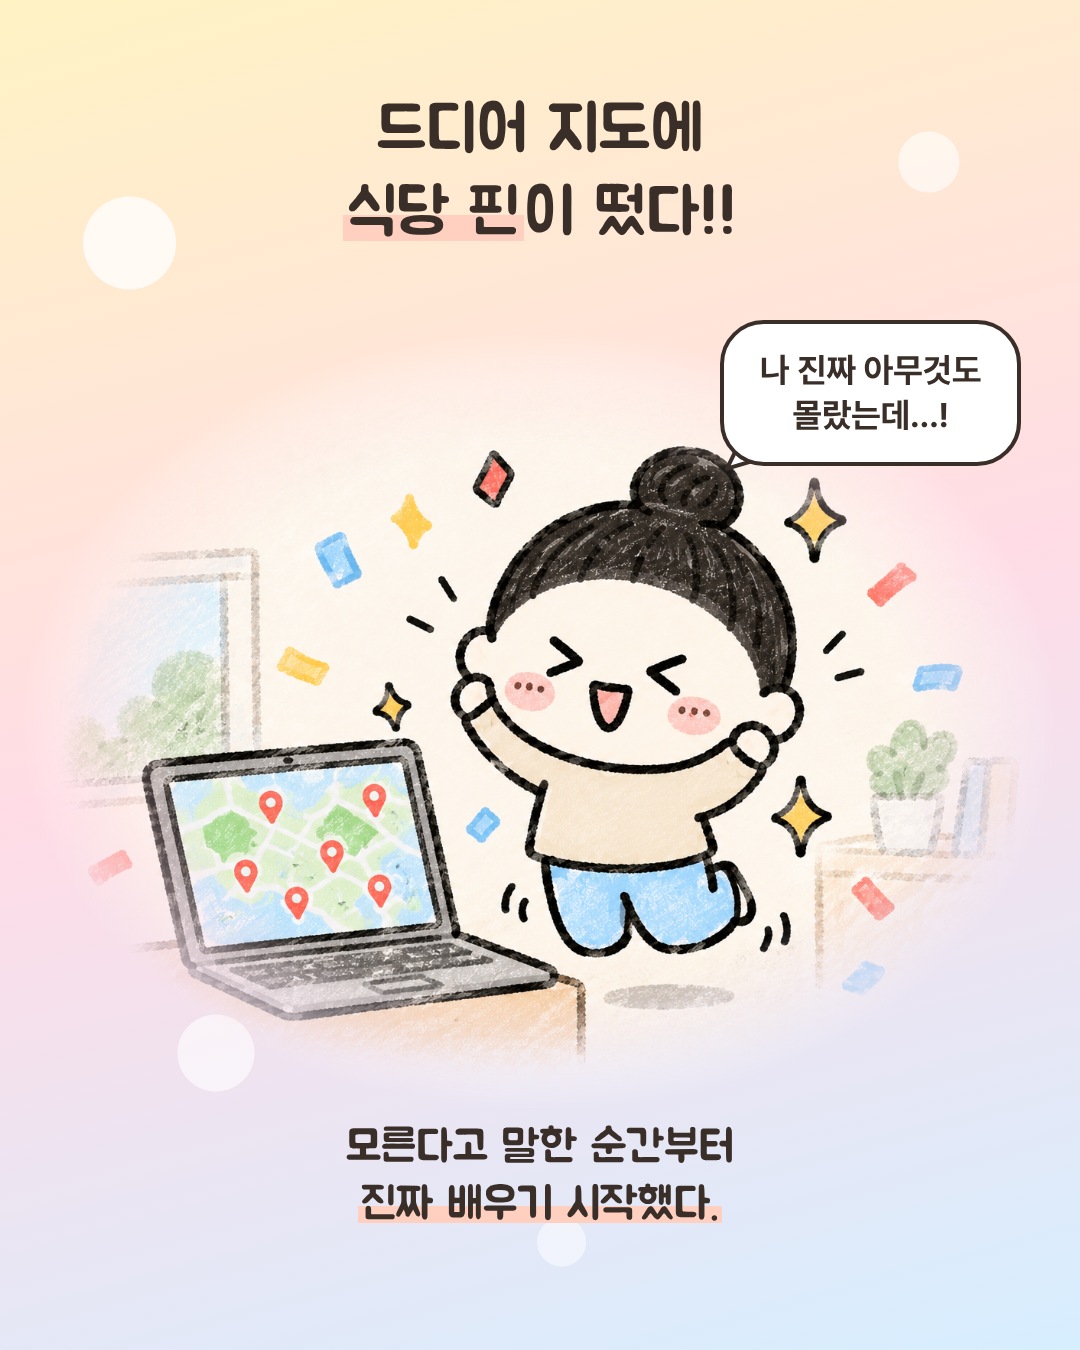 드디어 지도에
식당 핀이 떴다!!
나 진짜 아무것도
몰랐는데...!
모른다고 말한 순간부터
진짜 배우기 시작했다.